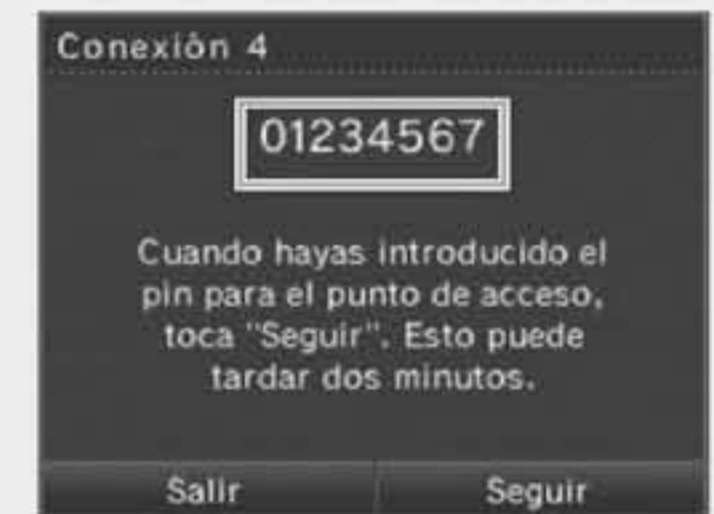 Conexión 4
01234567
Cuando hayas introducido el
pin para el punto de acceso,
toca "Seguir". Esto puede
tardar dos minutos.
Salir
Seguir